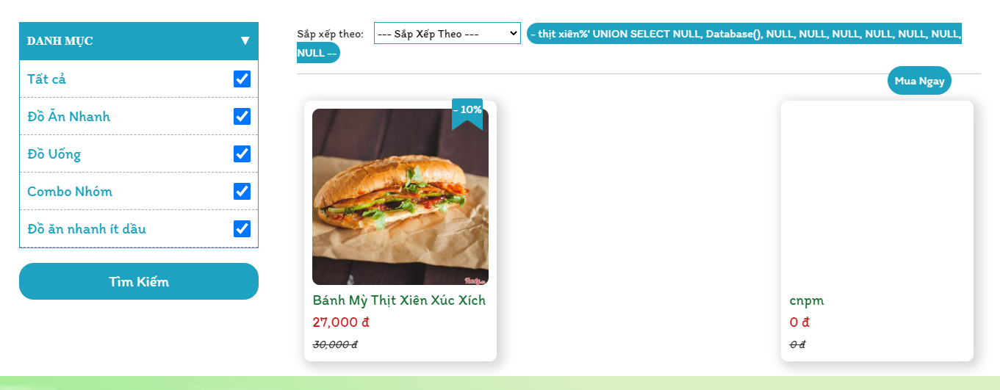 DANH MỤC ▼
Tất cả
Đồ Ăn Nhanh
Đồ Uống
Combo Nhóm
Đồ ăn nhanh ít dầu
Tìm Kiếm
Sắp xếp theo: --- Sắp Xếp Theo --- - thịt xiên%' UNION SELECT NULL, Database(), NULL, NULL, NULL, NULL, NULL, NULL,
NULL --
Mua Ngay
- 10%
Foody.vn
Bánh Mỳ Thịt Xiên Xúc Xích
27,000 đ
30,000 đ
cnpm
0 đ
0 đ